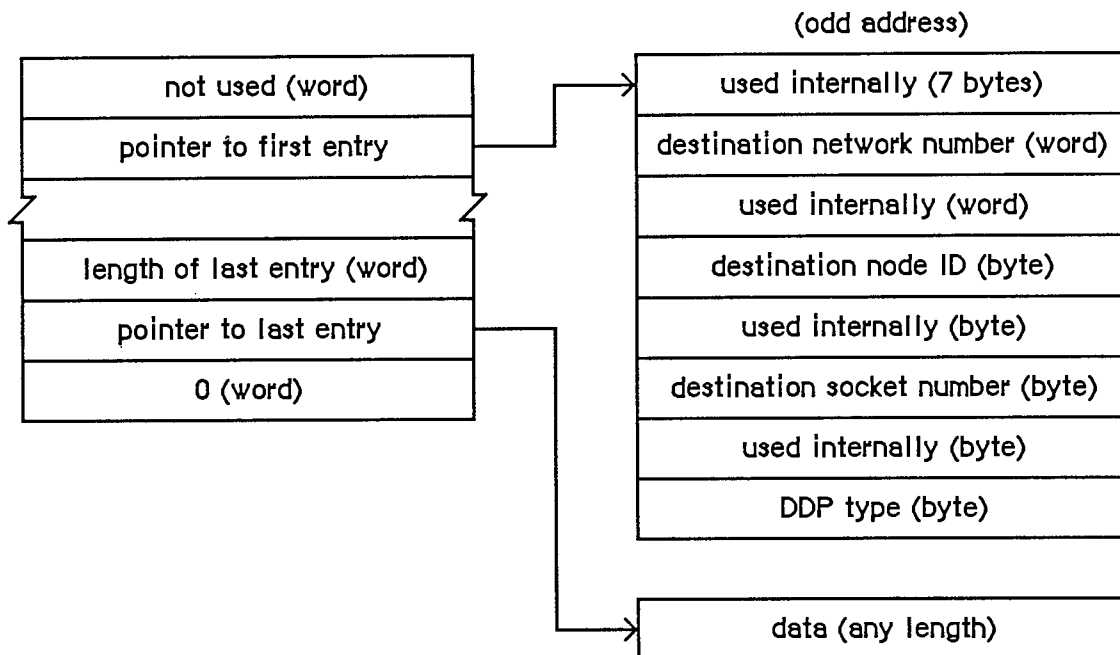 not used (word)
pointer to first entry
length of last entry (word)
pointer to last entry
0 (word)
(odd address)
used internally (7 bytes)
destination network number (word)
used internally (word)
destination node ID (byte)
used internally (byte)
destination socket number (byte)
used internally (byte)
DDP type (byte)
data (any length)